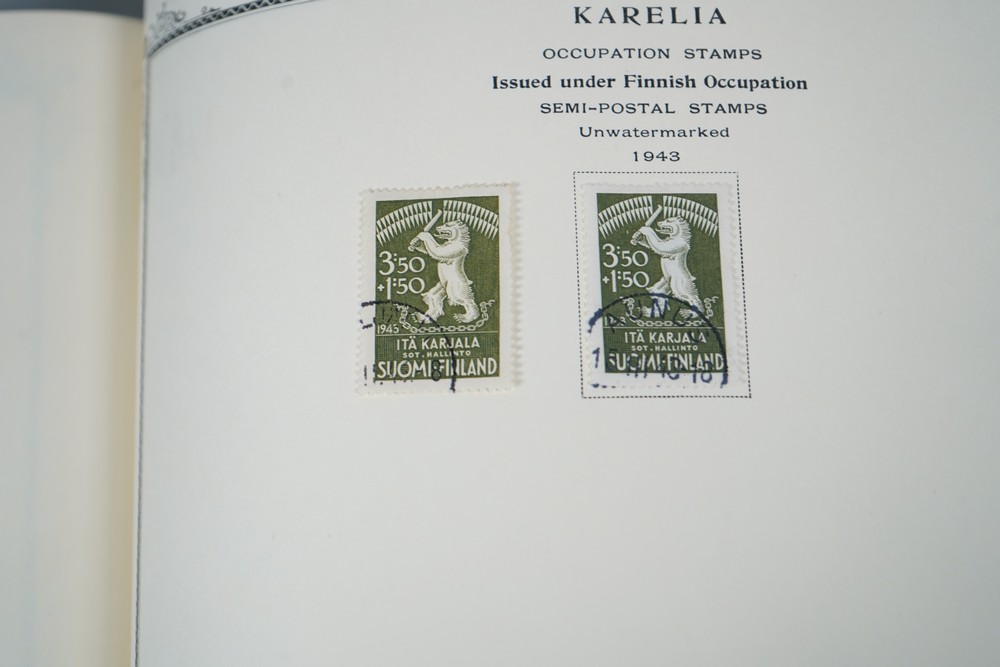 KARELIA
OCCUPATION STAMPS
Issued under Finnish Occupation
SEMI-POSTAL STAMPS
Unwatermarked
1943
3:50
+1:50
1943
ITÄ KARJALA
SOT. HALLINTO
SUOMI-FINLAND
3:50
+1:50
ITÄ KARJALA
SOT. HALLINTO
SUOMI-FINLAND